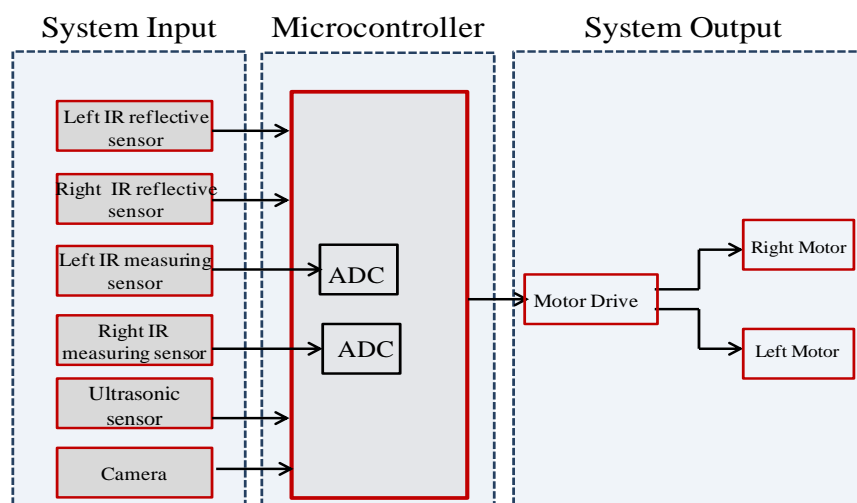 System Input
Microcontroller
System Output
Left IR reflective
sensor
Right IR reflective
sensor
Left IR measuring
sensor
Right IR
measuring sensor
Ultrasonic
sensor
Camera
ADC
ADC
Motor Drive
Right Motor
Left Motor